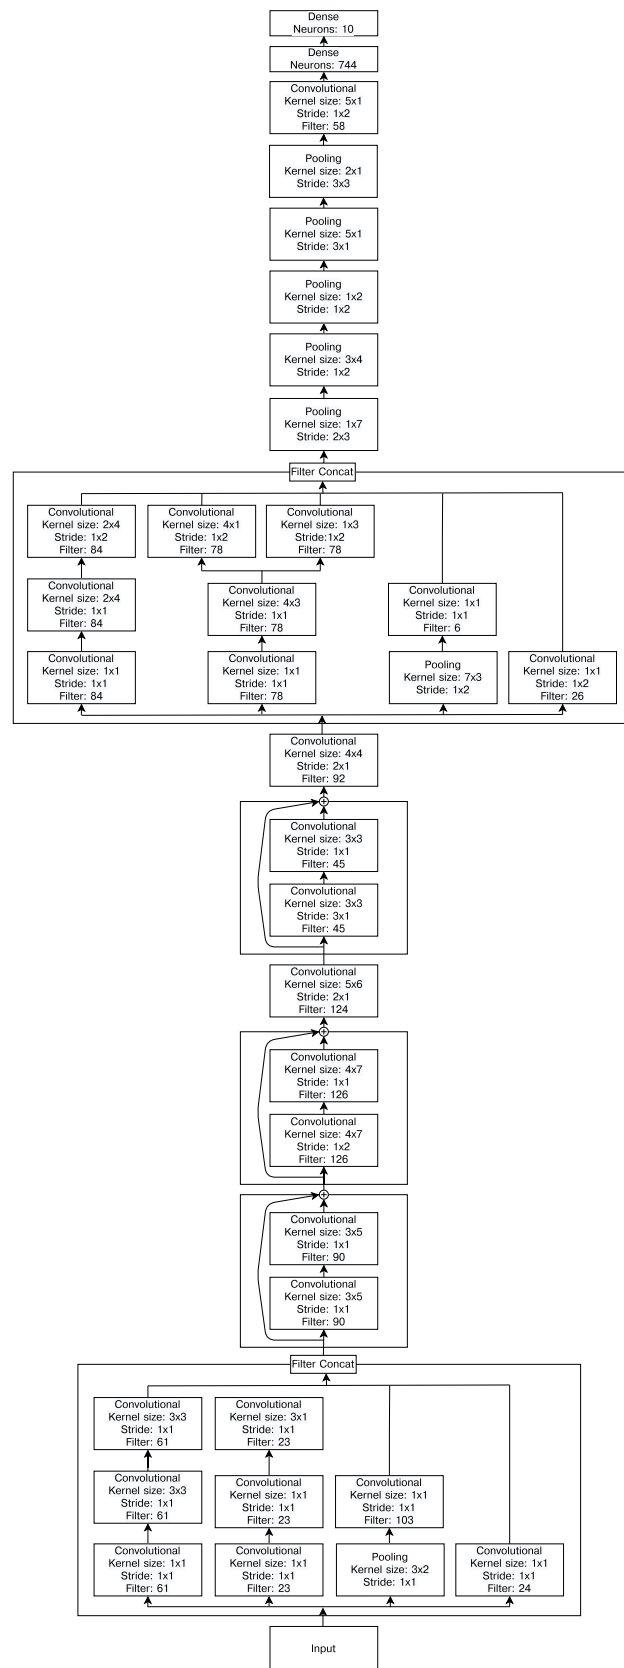 Dense
Neurons: 10
Dense
Neurons: 744
Convolutional
Kernel size: 5x1
Stride: 1x2
Filter: 58
Pooling
Kernel size: 2x1
Stride: 3x3
Pooling
Kernel size: 5x1
Stride: 3x1
Pooling
Kernel size: 1x2
Stride: 1x2
Pooling
Kernel size: 3x4
Stride: 1x2
Pooling
Kernel size: 1x7
Stride: 2x3
Filter Concat
Convolutional
Kernel size: 2x4
Stride: 1x2
Filter: 84
Convolutional
Kernel size: 4x1
Stride: 1x2
Filter: 78
Convolutional
Kernel size: 1x3
Stride:1x2
Filter: 78
Convolutional
Kernel size: 2x4
Stride: 1x1
Filter: 84
Convolutional
Kernel size: 4x3
Stride: 1x1
Filter: 78
Convolutional
Kernel size: 1x1
Stride: 1x1
Filter: 6
Convolutional
Kernel size: 1x1
Stride: 1x1
Filter: 84
Convolutional
Kernel size: 1x1
Stride: 1x1
Filter: 78
Pooling
Kernel size: 7x3
Stride: 1x2
Convolutional
Kernel size: 1x1
Stride: 1x2
Filter: 26
Convolutional
Kernel size: 4x4
Stride: 2x1
Filter: 92
Convolutional
Kernel size: 3x3
Stride: 1x1
Filter: 45
Convolutional
Kernel size: 3x3
Stride: 3x1
Filter: 45
Convolutional
Kernel size: 5x6
Stride: 2x1
Filter: 124
Convolutional
Kernel size: 4x7
Stride: 1x1
Filter: 126
Convolutional
Kernel size: 4x7
Stride: 1x2
Filter: 126
Convolutional
Kernel size: 3x5
Stride: 1x1
Filter: 90
Convolutional
Kernel size: 3x5
Stride: 1x1
Filter: 90
Filter Concat
Convolutional
Kernel size: 3x3
Stride: 1x1
Filter: 61
Convolutional
Kernel size: 3x1
Stride: 1x1
Filter: 23
Convolutional
Kernel size: 3x3
Stride: 1x1
Filter: 61
Convolutional
Kernel size: 1x1
Stride: 1x1
Filter: 23
Convolutional
Kernel size: 1x1
Stride: 1x1
Filter: 103
Convolutional
Kernel size: 1x1
Stride: 1x1
Filter: 61
Convolutional
Kernel size: 1x1
Stride: 1x1
Filter: 23
Pooling
Kernel size: 3x2
Stride: 1x1
Convolutional
Kernel size: 1x1
Stride: 1x1
Filter: 24
Input